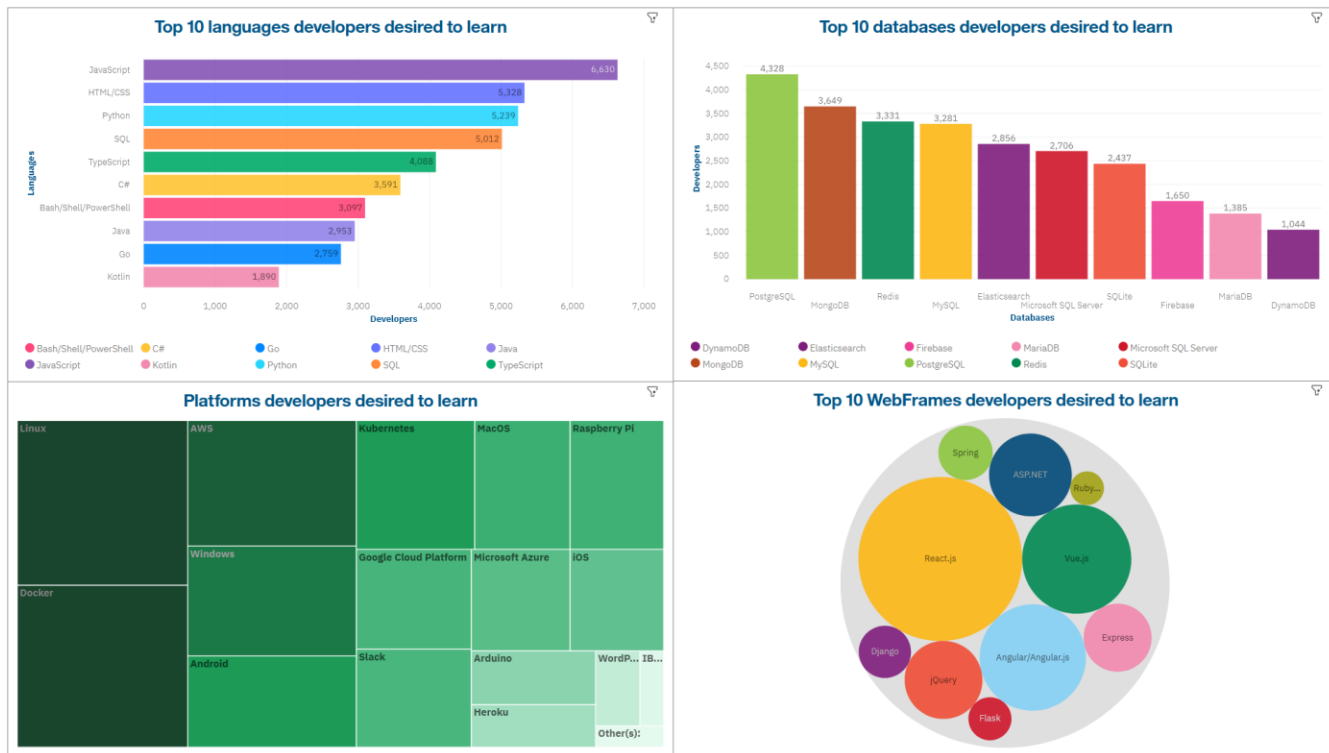 Top 10 languages developers desired to learn
Languages
JavaScript 6,630
HTML/CSS 5,328
Python 5,239
SQL 5,012
TypeScript 4,088
C# 3,591
Bash/Shell/PowerShell 3,097
Java 2,953
Go 2,759
Kotlin 1,890
0 1,000 2,000 3,000 4,000 5,000 6,000 7,000
Developers
Bash/Shell/PowerShell C# Go HTML/CSS Java
JavaScript Kotlin Python SQL TypeScript
Top 10 databases developers desired to learn
Developers
4,500
4,000
3,500
3,000
2,500
2,000
1,500
1,000
500
0
4,328 3,649 3,331 3,281 2,856 2,706 2,437 1,650 1,385 1,044
PostgreSQL MongoDB Redis MySQL Elasticsearch Microsoft SQL Server SQLite Firebase MariaDB DynamoDB
Databases
DynamoDB Elasticsearch Firebase MariaDB Microsoft SQL Server
MongoDB MySQL PostgreSQL Redis SQLite
Platforms developers desired to learn
Linux AWS Kubernetes MacOS Raspberry Pi
Windows Google Cloud Platform Microsoft Azure iOS
Docker
Android Slack Arduino WordP... IB...
Heroku
Other(s):
Top 10 WebFrames developers desired to learn
Spring
ASP.NET
Ruby...
React.js
Vue.js
Express
Django
Angular/Angular.js
jQuery
Flask